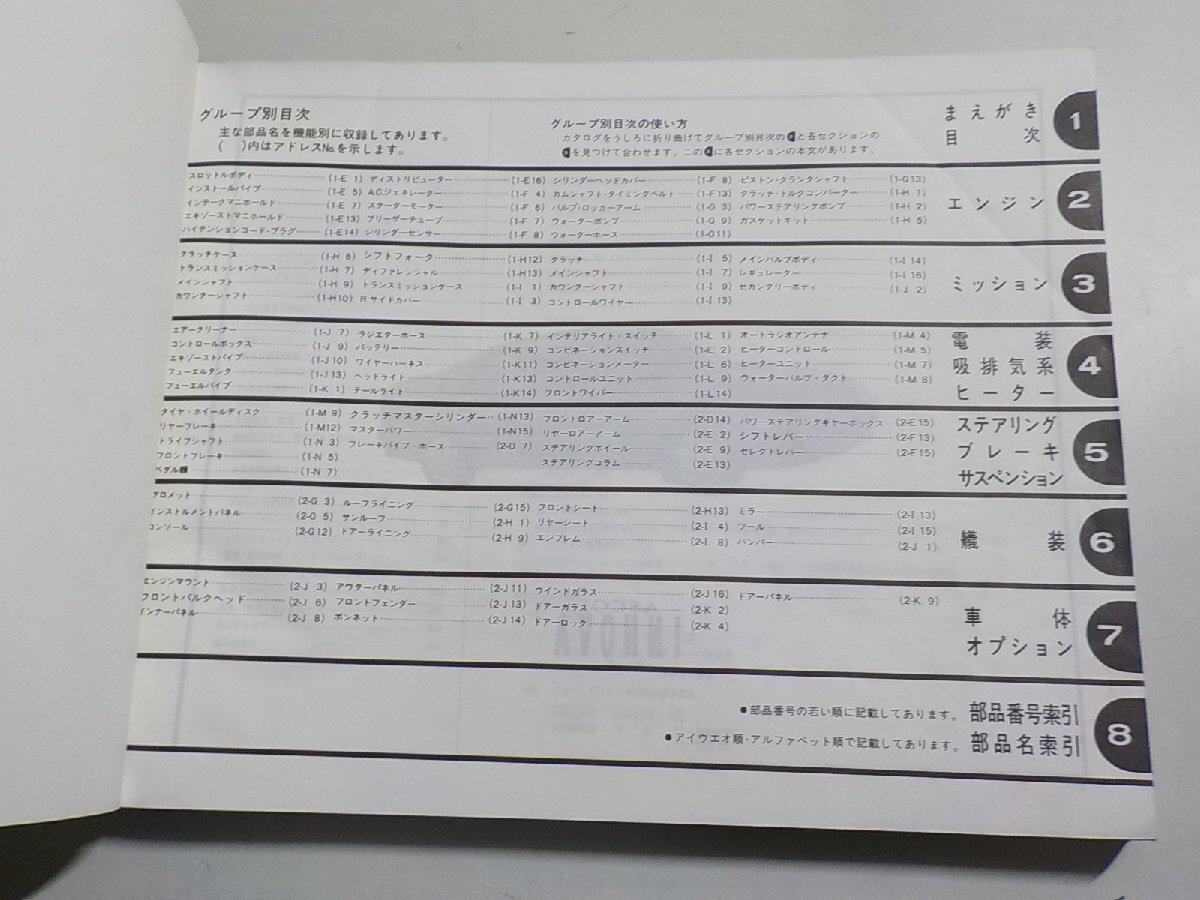 グループ別目次
主な部品名を機能別に収録してあります。
( )内はアドレスNo.を示します。
グループ別目次の使い方
カタログをうしろに折り曲げてグループ別目次の と各セクションの
を見つけて合わせます。この に各セクションの本文があります。
まえがき
目次
1
スロットルボディ (1-E 1) ディストリビューター (1-E16) シリンダーヘッドカバー (1-F 8) ピストン・クランクシャフト (1-G13)
インストールパイプ (1-E 5) A.C.ジェネレーター (1-F 4) カムシャフト・タイミングベルト (1-F13) クラッチ・トルクコンバーター (1-H 1)
インテークマニホールド (1-E 7) スターターモーター (1-F 6) バルブ・ロッカーアーム (1-G 3) パワーステアリングポンプ (1-H 2)
エキゾーストマニホールド (1-E13) ブリーザーチューブ (1-F 7) ウォーターポンプ (1-G 9) ガスケットキット (1-H 5)
ハイテンションコード・プラグ (1-E14) シリンダーセンサー (1-F 8) ウォーターホース (1-G11)
エンジン
2
クラッチケース (1-H 6) シフトフォーク (1-H12) クラッチ (1-I 5) メインバルブボディ (1-I 14)
トランスミッションケース (1-H 7) ディファレンシャル (1-H13) メインシャフト (1-I 7) レギュレーター (1-I 16)
メインシャフト (1-H 9) トランスミッションケース (1-I 1) カウンターシャフト (1-I 9) セカンダリーボディ (1-J 2)
カウンターシャフト (1-H10) Rサイドカバー (1-I 3) コントロールワイヤー (1-I 13)
ミッション
3
エアークリーナー (1-J 7) ラジエターホース (1-K 7) インテリアライト・スイッチ (1-L 1) オートラジオアンテナ (1-M 4)
コントロールボックス (1-J 9) バッテリー (1-K 9) コンビネーションスイッチ (1-L 2) ヒーターコントロール (1-M 5)
エキゾーストパイプ (1-J10) ワイヤーハーネス (1-K11) コンビネーションメーター (1-L 6) ヒーターユニット (1-M 7)
フューエルタンク (1-J13) ヘッドライト (1-K13) コントロールユニット (1-L 9) ウォーターバルブ・ダクト (1-M 8)
フューエルパイプ (1-K 1) テールライト (1-K14) フロントワイパー (1-L14)
電装
吸排気系
ヒーター
4
タイヤ・ホイールディスク (1-M 9) クラッチマスターシリンダー (1-N13) フロントロアーアーム (2-D14) パワーステアリングギヤーボックス (2-E15)
リヤーブレーキ (1-M12) マスターパワー (1-N15) リヤーロアーアーム (2-E 2) シフトレバー (2-F13)
ドライブシャフト (1-N 3) ブレーキパイプ・ホース (2-D 7) ステアリングホイール (2-E 9) セレクトレバー (2-F15)
フロントブレーキ (1-N 5) ステアリングコラム (2-E13)
ペダル類 (1-N 7)
ステアリング
ブレーキ
サスペンション
5
グロメット (2-G 3) ルーフライニング (2-G15) フロントシート (2-H13) ミラー (2-I 13)
インストルメントパネル (2-G 5) サンルーフ (2-H 1) リヤーシート (2-I 4) ツール (2-I 15)
コンソール (2-G12) ドアーライニング (2-H 9) エンブレム (2-I 8) バンパー (2-J 1)
艤装
6
エンジンマウント (2-J 3) アウターパネル (2-J11) ウインドガラス (2-J16) ドアーパネル (2-K 9)
フロントバルクヘッド (2-J 6) フロントフェンダー (2-J13) ドアーガラス (2-K 2)
インナーパネル (2-J 8) ボンネット (2-J14) ドアーロック (2-K 4)
車体
オプション
7
●部品番号の若い順に記載してあります。 部品番号索引
●アイウエオ順・アルファベット順で記載してあります。 部品名索引
8